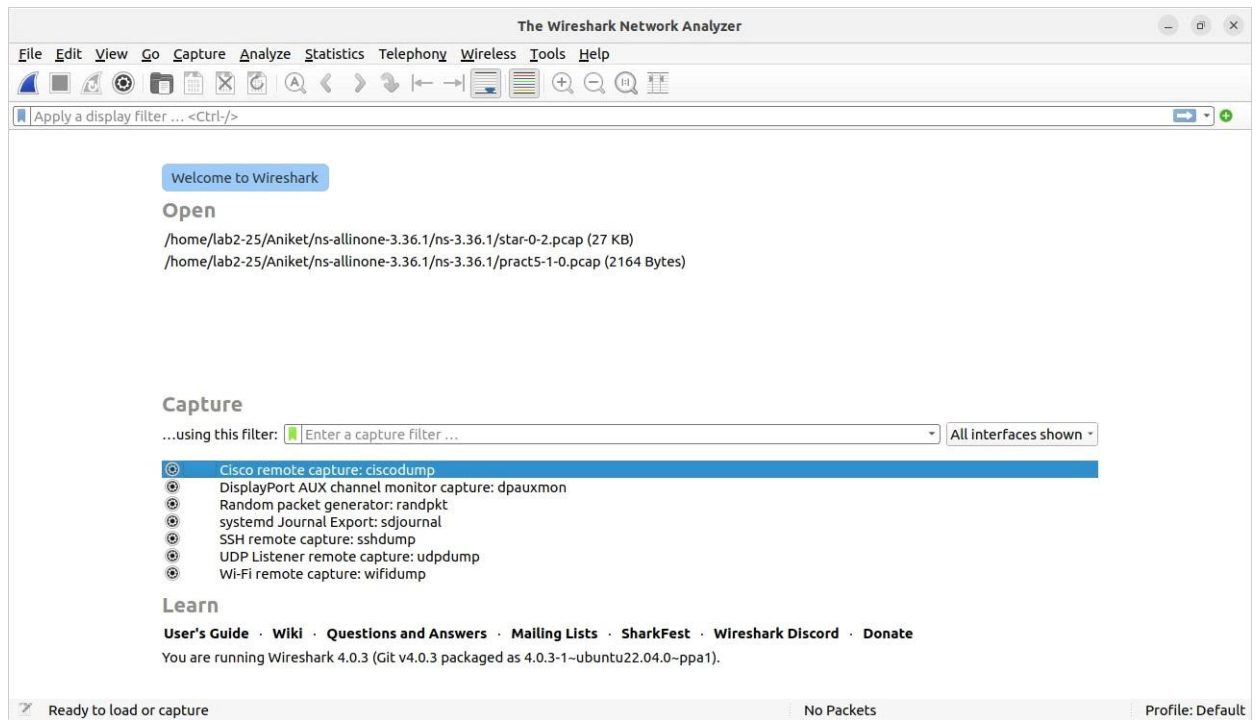 The Wireshark Network Analyzer
File Edit View Go Capture Analyze Statistics Telephony Wireless Tools Help
Apply a display filter … <Ctrl-/>
Welcome to Wireshark
Open
/home/lab2-25/Aniket/ns-allinone-3.36.1/ns-3.36.1/star-0-2.pcap (27 KB)
/home/lab2-25/Aniket/ns-allinone-3.36.1/ns-3.36.1/pract5-1-0.pcap (2164 Bytes)
Capture
…using this filter: Enter a capture filter … All interfaces shown
Cisco remote capture: ciscodump
DisplayPort AUX channel monitor capture: dpauxmon
Random packet generator: randpkt
systemd Journal Export: sdjournal
SSH remote capture: sshdump
UDP Listener remote capture: udpdump
Wi-Fi remote capture: wifidump
Learn
User's Guide · Wiki · Questions and Answers · Mailing Lists · SharkFest · Wireshark Discord · Donate
You are running Wireshark 4.0.3 (Git v4.0.3 packaged as 4.0.3-1~ubuntu22.04.0~ppa1).
Ready to load or capture No Packets Profile: Default